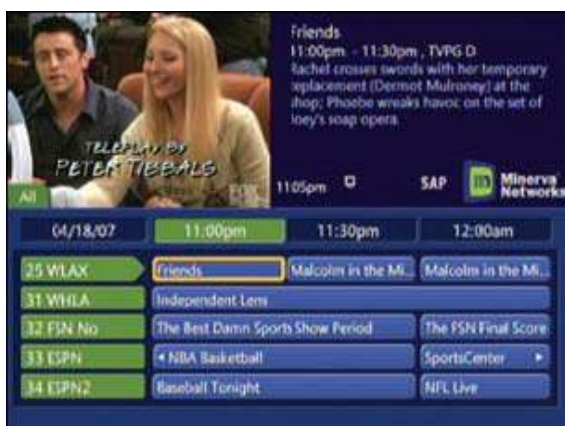 Friends
11:00pm - 11:30pm , TVPG D
Rachel crosses swords with her temporary
replacement (Dermot Mulroney) at the
shop; Phoebe wreaks havoc on the set of
Joey's soap opera.
TELEPLAY BY
PETER TIBBALS
FOX
All
1105pm
SAP
Minerva
Networks
04/18/07 11:00pm 11:30pm 12:00am
25 WLAX Friends Malcolm in the Mi... Malcolm in the Mi...
31 WHLA Independent Lens
32 FSN No The Best Damn Sports Show Period The FSN Final Score
33 ESPN NBA Basketball SportsCenter
34 ESPN2 Baseball Tonight NFL Live